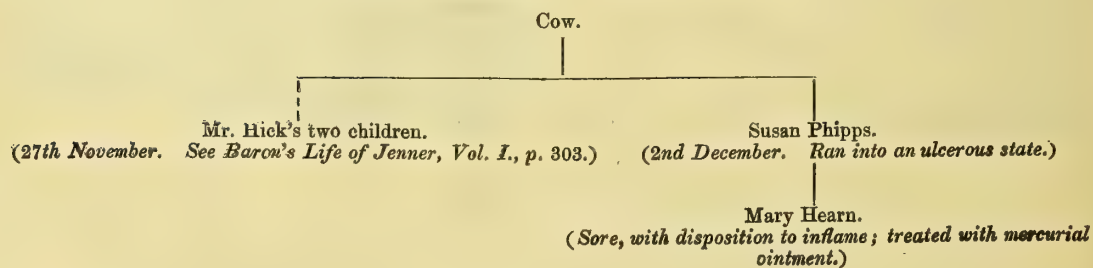 Cow.
Mr. Hick's two children.
(27th November. See Baron's Life of Jenner, Vol. I., p. 303.)
Susan Phipps.
(2nd December. Ran into an ulcerous state.)
Mary Hearn.
(Sore, with disposition to inflame; treated with mercurial
ointment.)